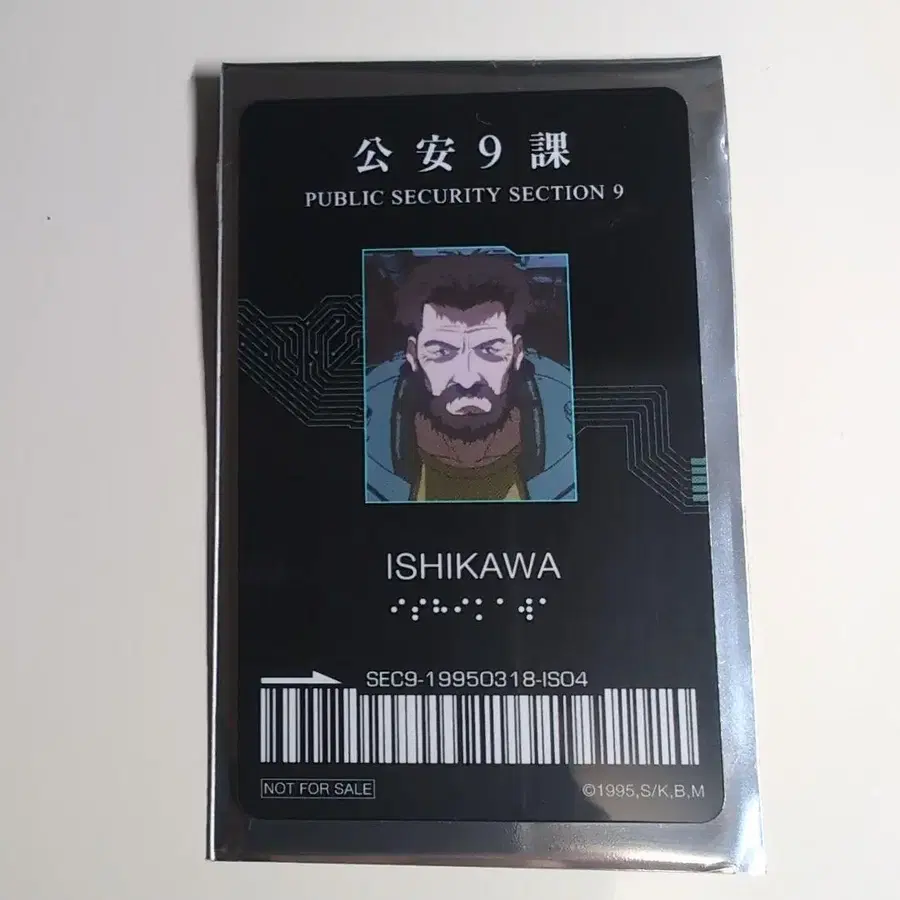 公安9課
PUBLIC SECURITY SECTION 9
ISHIKAWA
⠊⠎⠓⠊⠅⠁⠺⠁
SEC9-19950318-IS04
NOT FOR SALE
©1995,S/K,B,M